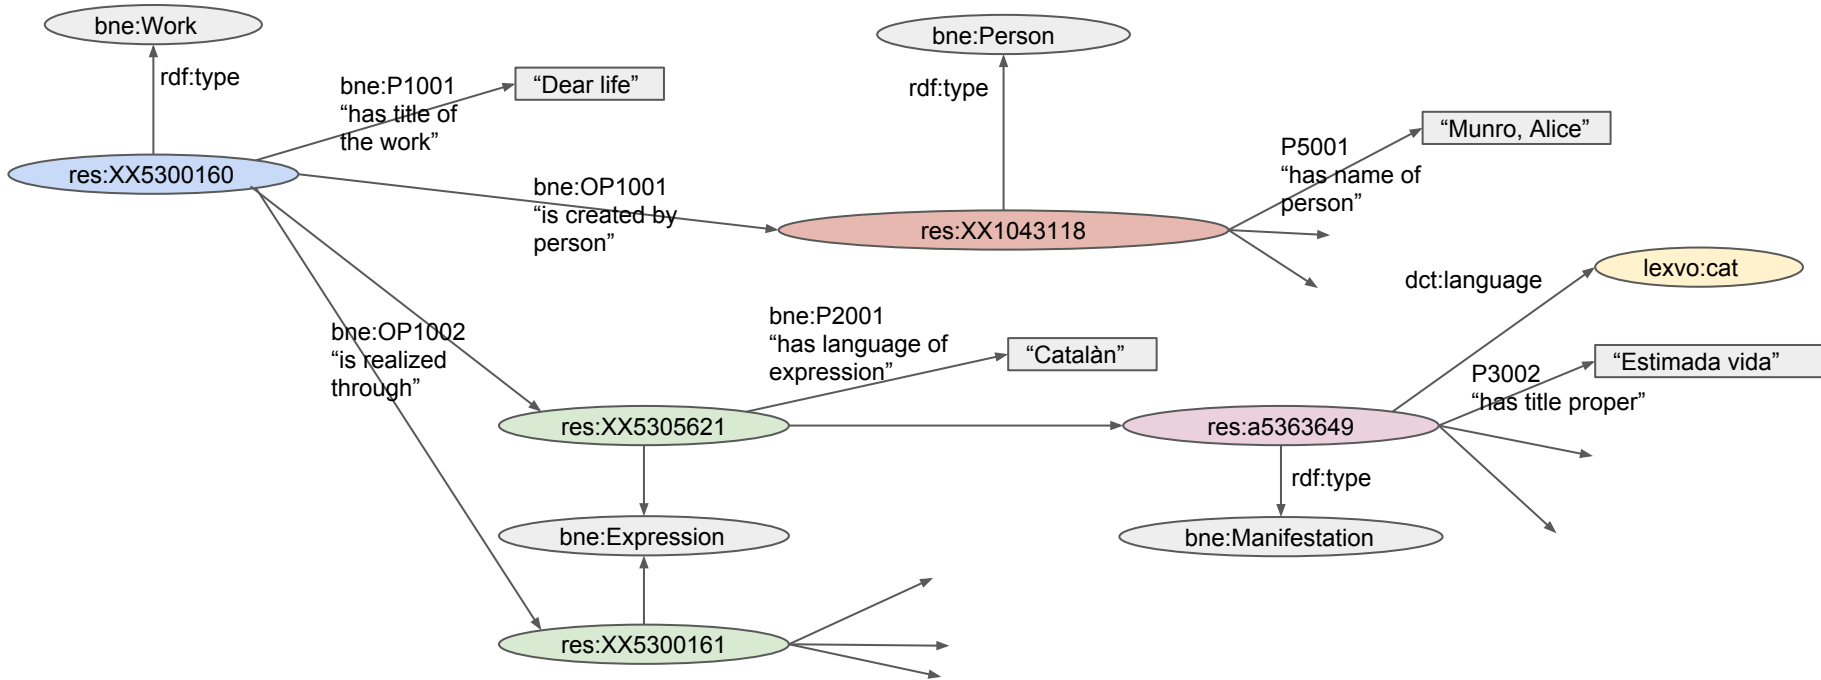 bne:Work
bne:Person
rdf:type
bne:P1001
“has title of
the work”
“Dear life”
rdf:type
P5001
“has name of
person”
“Munro, Alice”
res:XX5300160
bne:OP1001
“is created by
person”
res:XX1043118
dct:language
lexvo:cat
bne:OP1002
“is realized
through”
bne:P2001
“has language of
expression”
“Catalàn”
P3002
“has title proper”
“Estimada vida”
res:XX5305621
res:a5363649
rdf:type
bne:Expression
bne:Manifestation
res:XX5300161